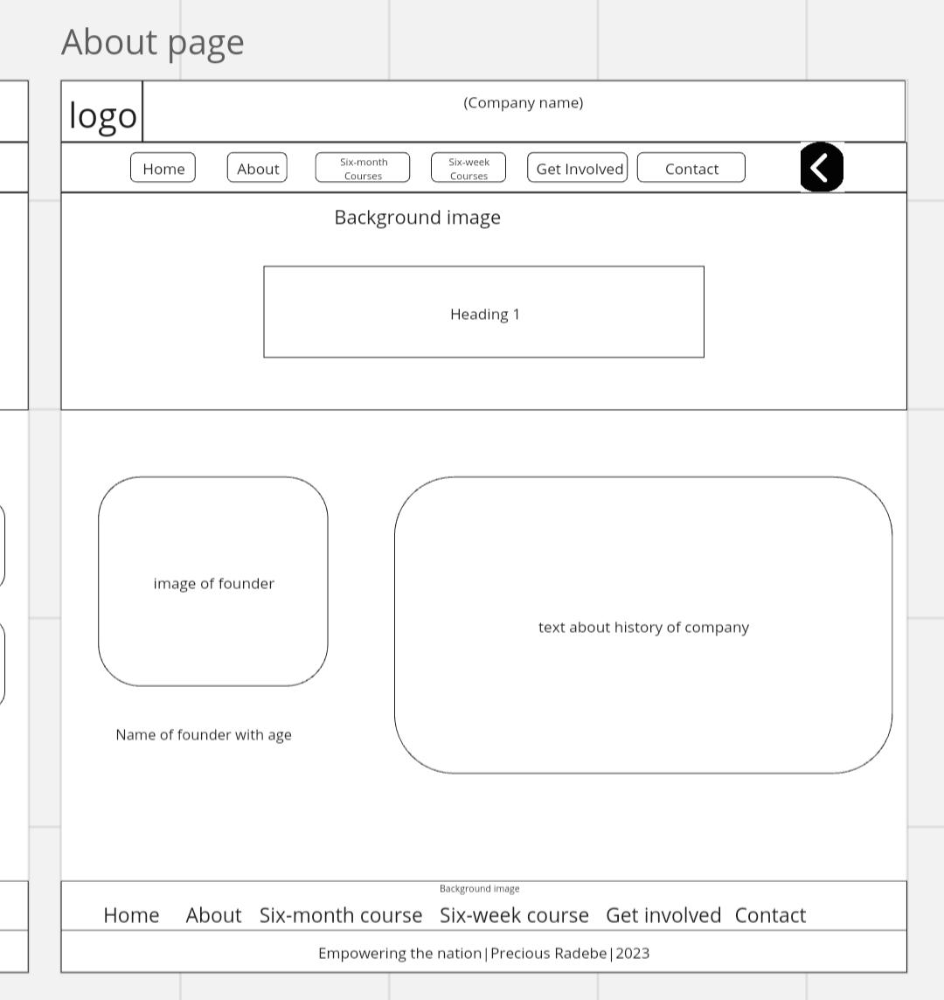 About page
logo
(Company name)
Home
About
Six-month
Courses
Six-week
Courses
Get Involved
Contact
Background image
Heading 1
image of founder
text about history of company
Name of founder with age
Background image
Home About Six-month course Six-week course Get involved Contact
Empowering the nation|Precious Radebe|2023